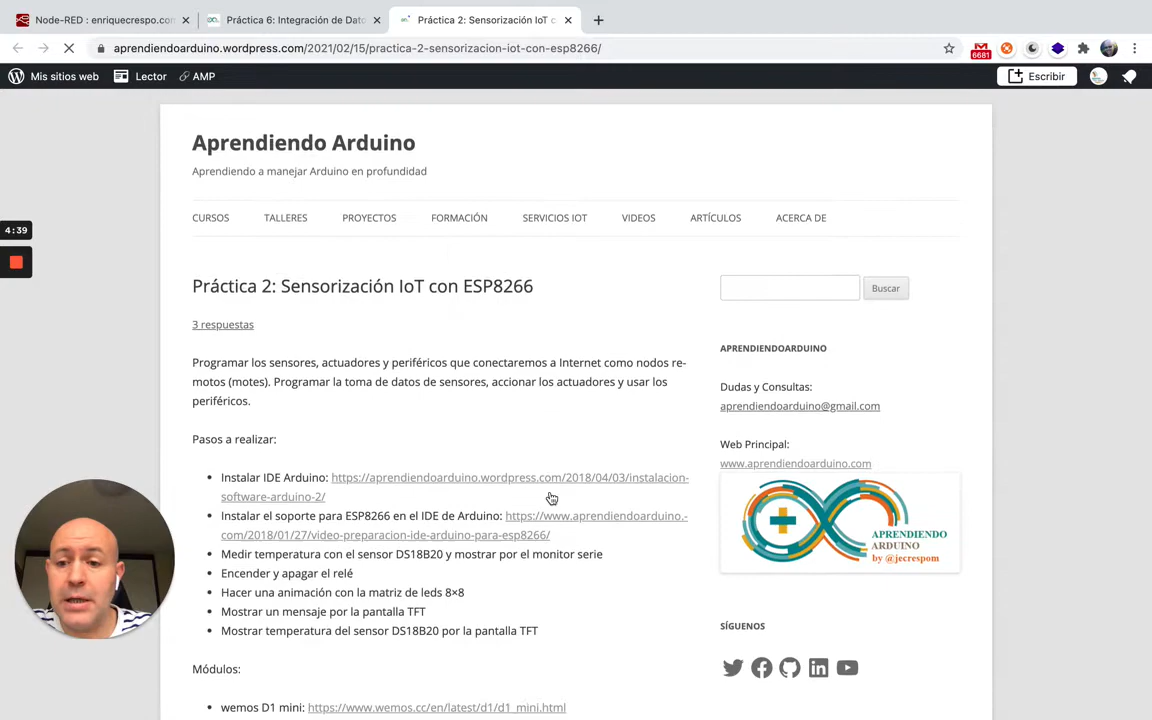 Node-RED : enriquecrespo.com
Práctica 6: Integración de Dato
Práctica 2: Sensorización IoT c
aprendiendoarduino.wordpress.com/2021/02/15/practica-2-sensorizacion-iot-con-esp8266/
6681
Mis sitios web Lector AMP Escribir
Aprendiendo Arduino
Aprendiendo a manejar Arduino en profundidad
CURSOS TALLERES PROYECTOS FORMACIÓN SERVICIOS IOT VIDEOS ARTÍCULOS ACERCA DE
4:39
Práctica 2: Sensorización IoT con ESP8266
3 respuestas
Programar los sensores, actuadores y periféricos que conectaremos a Internet como nodos re-
motos (motes). Programar la toma de datos de sensores, accionar los actuadores y usar los
periféricos.
Pasos a realizar:
Instalar IDE Arduino: https://aprendiendoarduino.wordpress.com/2018/04/03/instalacion-
software-arduino-2/
Instalar el soporte para ESP8266 en el IDE de Arduino: https://www.aprendiendoarduino.-
com/2018/01/27/video-preparacion-ide-arduino-para-esp8266/
Medir temperatura con el sensor DS18B20 y mostrar por el monitor serie
Encender y apagar el relé
Hacer una animación con la matriz de leds 8×8
Mostrar un mensaje por la pantalla TFT
Mostrar temperatura del sensor DS18B20 por la pantalla TFT
Módulos:
wemos D1 mini: https://www.wemos.cc/en/latest/d1/d1_mini.html
Buscar
APRENDIENDOARDUINO
Dudas y Consultas:
aprendiendoarduino@gmail.com
Web Principal:
www.aprendiendoarduino.com
APRENDIENDO
ARDUINO
by @jecrespom
SÍGUENOS